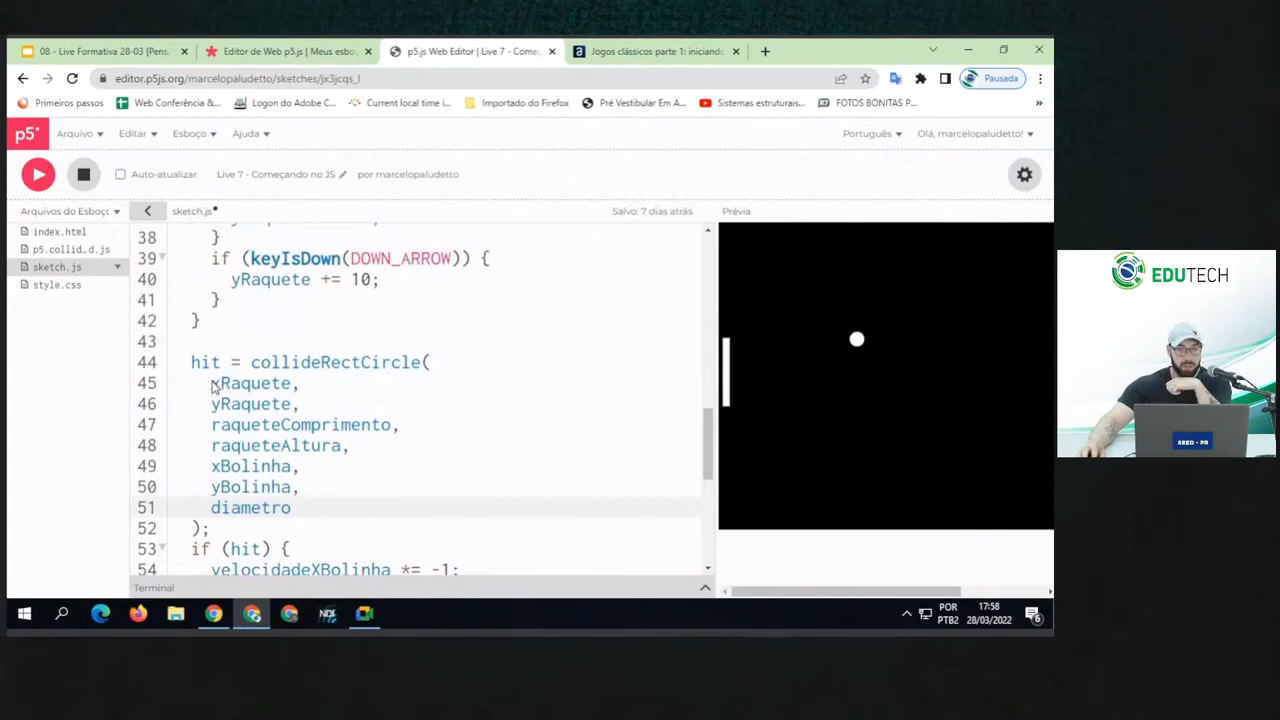 08 - Live Formativa 28-03 [Pens
Editor de Web p5.js | Meus esbo
p5.js Web Editor | Live 7 - Come
Jogos clássicos parte 1: iniciand
editor.p5js.org/marcelopaludetto/sketches/jx3jcqs_l
Pausada
Primeiros passos
Web Conferência &...
Logon do Adobe C...
Current local time i...
Importado do Firefox
Pré Vestibular Em A...
Sistemas estruturais...
FOTOS BONITAS P...
»
p5*
Arquivo
Editar
Esboço
Ajuda
Português
Olá, marcelopaludetto!
Auto-atualizar
Live 7 - Começando no JS
por marcelopaludetto
Arquivos do Esboço
sketch.js
Salvo: 7 dias atrás
Prévia
index.html
p5.collid_d.js
sketch.js
style.css
38 }
39 if (keyIsDown(DOWN_ARROW)) {
40 yRaquete += 10;
41 }
42 }
43
44 hit = collideRectCircle(
45 xRaquete,
46 yRaquete,
47 raqueteComprimento,
48 raqueteAltura,
49 xBolinha,
50 yBolinha,
51 diametro
52 );
53 if (hit) {
54 velocidadeXBolinha *= -1;
Terminal
EDUTECH
SEED - PR
POR
PTB2
17:58
28/03/2022
6